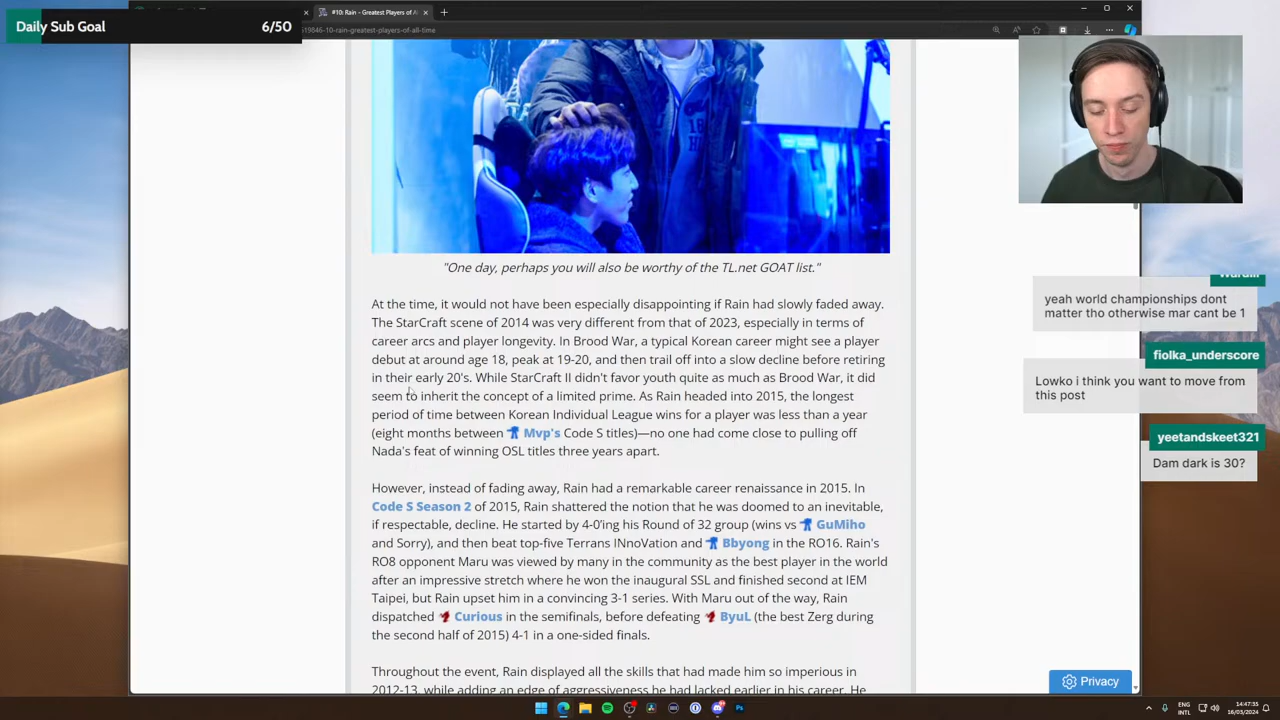 Daily Sub Goal
6/50
#10: Rain - Greatest Players of A
519846-10-rain-greatest-players-of-all-time
"One day, perhaps you will also be worthy of the TL.net GOAT list."
At the time, it would not have been especially disappointing if Rain had slowly faded away.
The StarCraft scene of 2014 was very different from that of 2023, especially in terms of
career arcs and player longevity. In Brood War, a typical Korean career might see a player
debut at around age 18, peak at 19-20, and then trail off into a slow decline before retiring
in their early 20's. While StarCraft II didn't favor youth quite as much as Brood War, it did
seem to inherit the concept of a limited prime. As Rain headed into 2015, the longest
period of time between Korean Individual League wins for a player was less than a year
(eight months between Mvp's Code S titles)—no one had come close to pulling off
Nada's feat of winning OSL titles three years apart.
However, instead of fading away, Rain had a remarkable career renaissance in 2015. In
Code S Season 2 of 2015, Rain shattered the notion that he was doomed to an inevitable,
if respectable, decline. He started by 4-0'ing his Round of 32 group (wins vs GuMiho
and Sorry), and then beat top-five Terrans INnoVation and Bbyong in the RO16. Rain's
RO8 opponent Maru was viewed by many in the community as the best player in the world
after an impressive stretch where he won the inaugural SSL and finished second at IEM
Taipei, but Rain upset him in a convincing 3-1 series. With Maru out of the way, Rain
dispatched Curious in the semifinals, before defeating ByuL (the best Zerg during
the second half of 2015) 4-1 in a one-sided finals.
Throughout the event, Rain displayed all the skills that had made him so imperious in
2012-13, while adding an edge of aggressiveness he had lacked earlier in his career. He
yeah world championships dont
matter tho otherwise mar cant be 1
fiolka_underscore
Lowko i think you want to move from
this post
yeetandskeet321
Dam dark is 30?
Privacy
ENG
INTL
14:47:35
16/03/2024